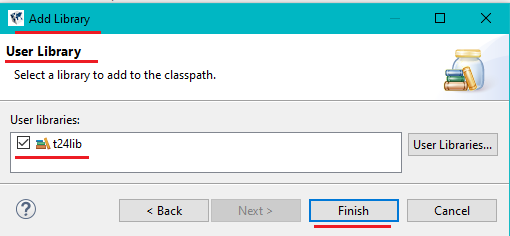 Add Library
User Library
Select a library to add to the classpath.
User libraries:
t24lib
User Libraries...
?
< Back
Next >
Finish
Cancel